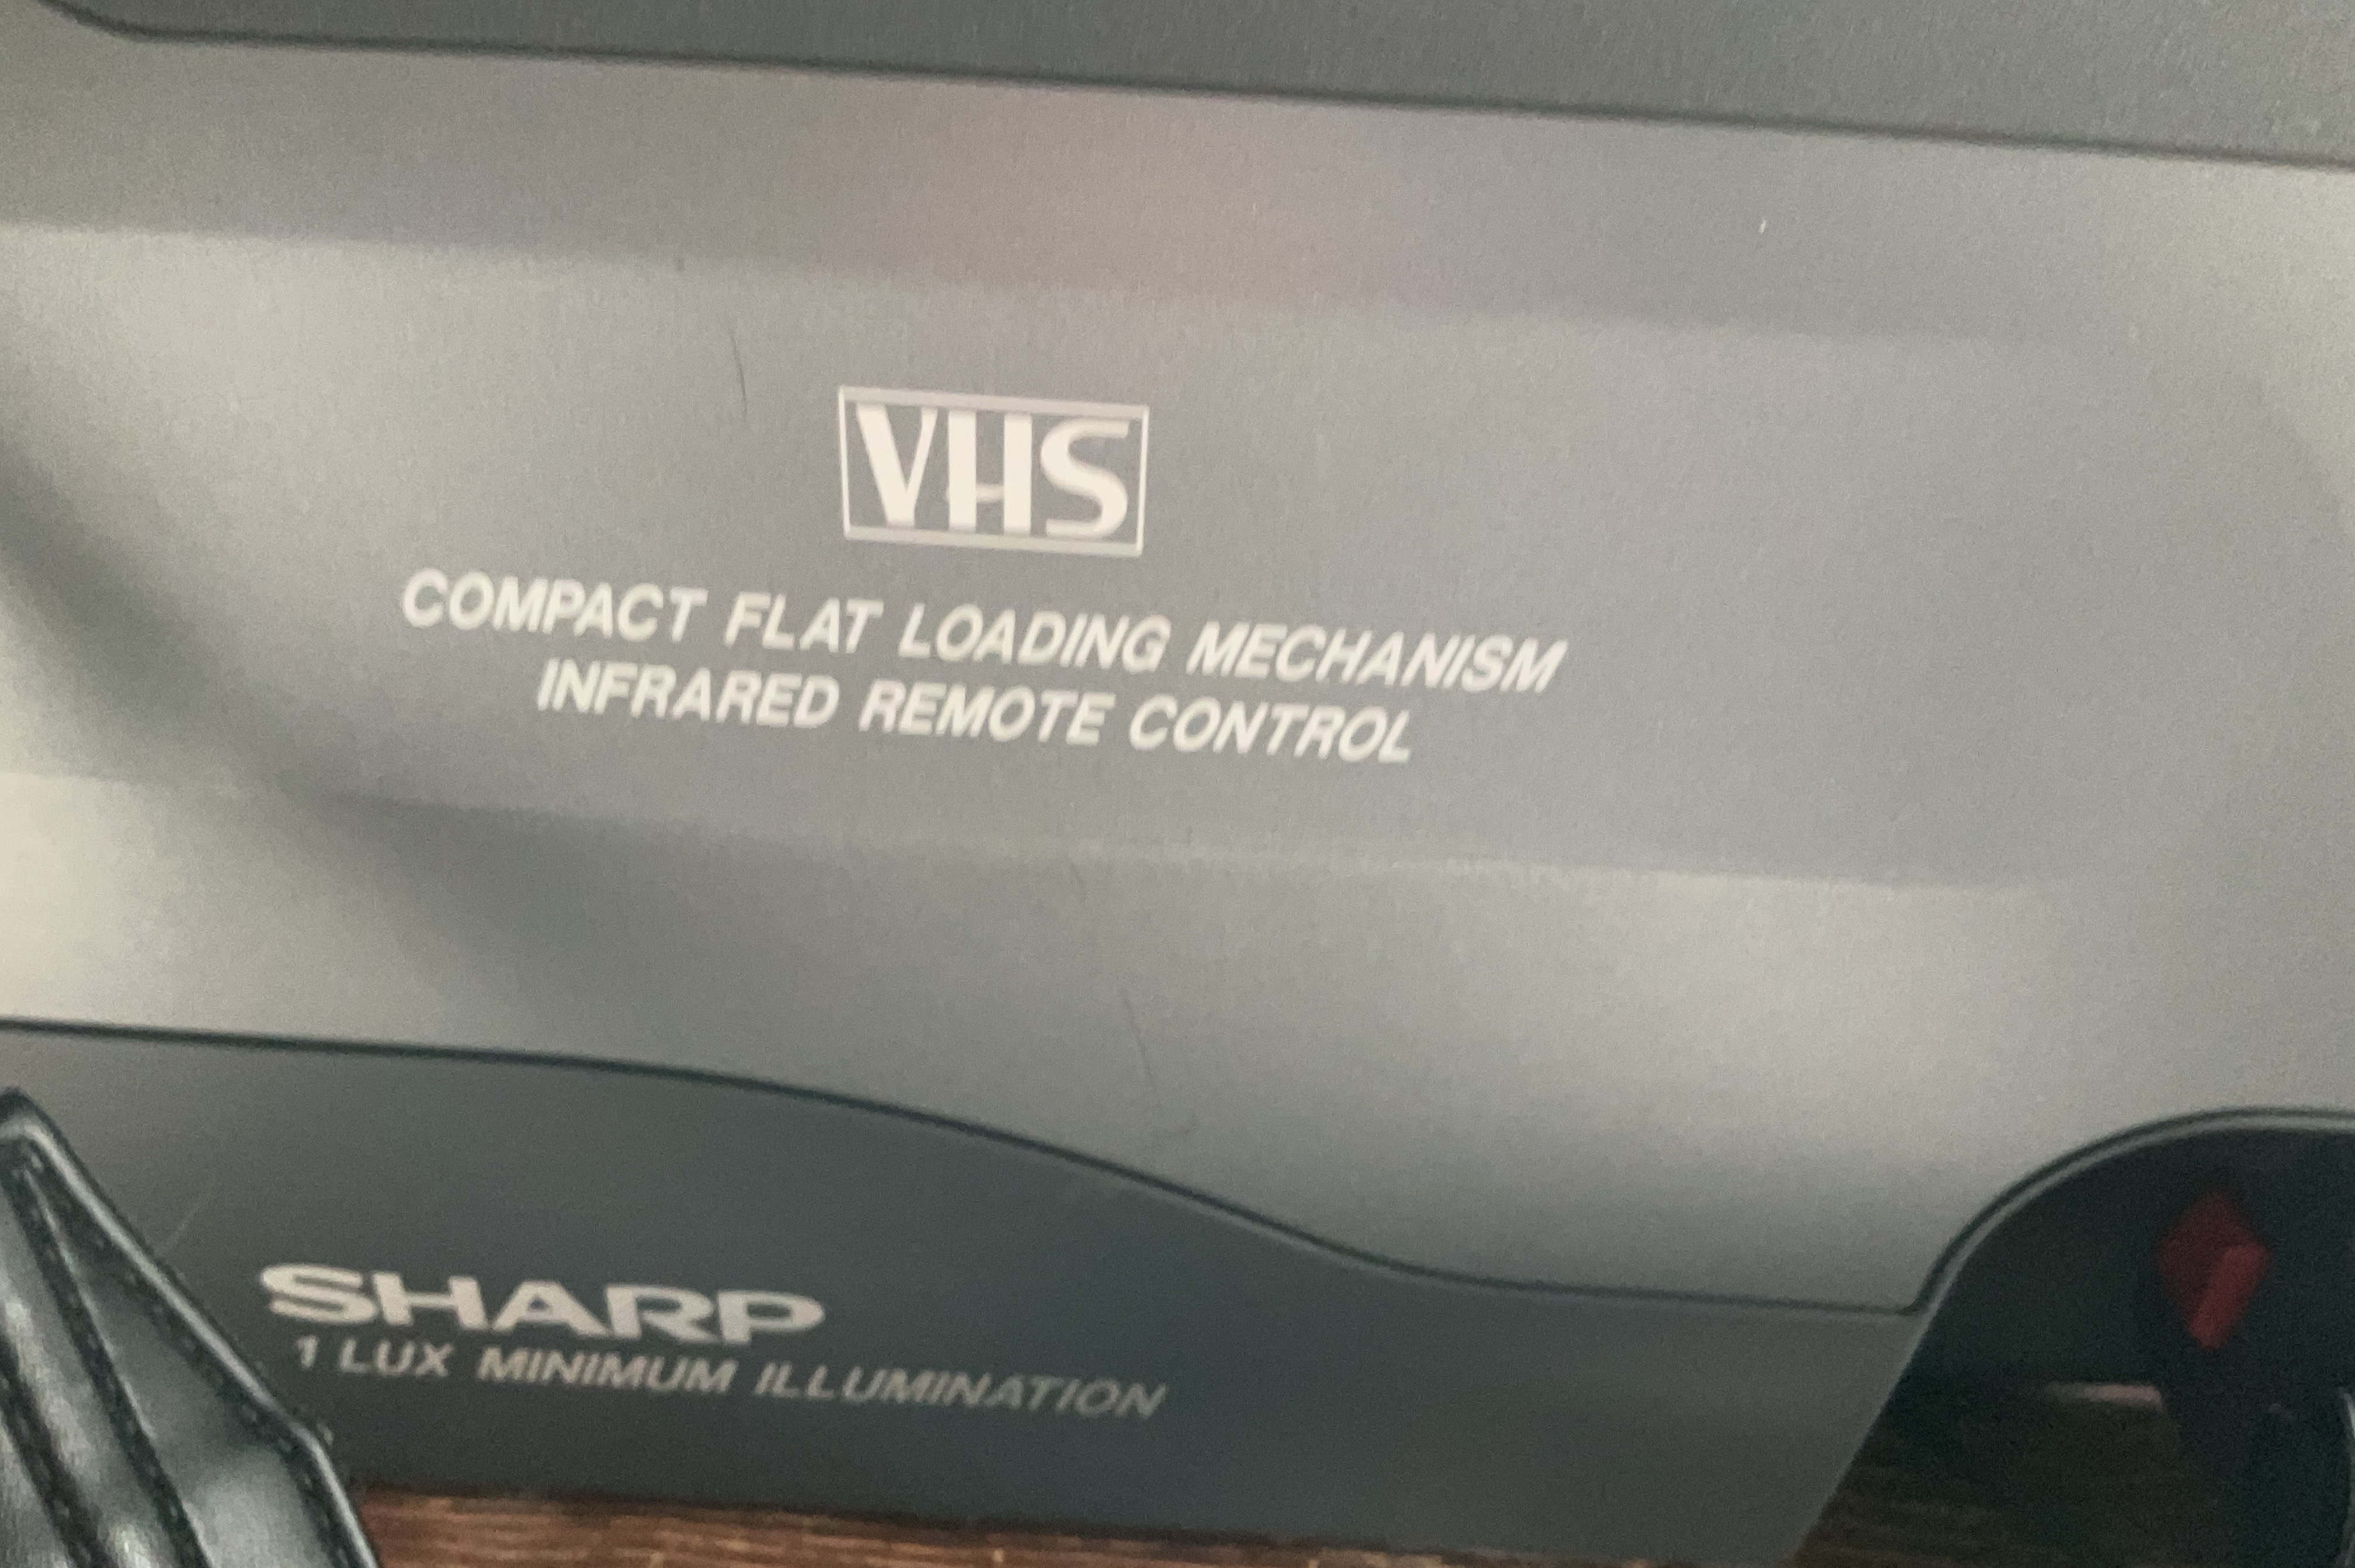 VHS
COMPACT FLAT LOADING MECHANISM
INFRARED REMOTE CONTROL
SHARP
1 LUX MINIMUM ILLUMINATION